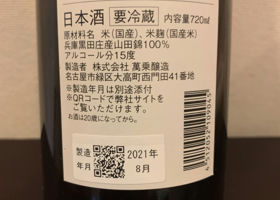 日本酒 要冷蔵 内容量720ml
原材料名 米(国産)、米麹(国産米)
兵庫黒田庄産山田錦100%
アルコール分15度
製造者 株式会社 萬乗醸造
名古屋市緑区大高町西門田41番地
※製造年月は別途添付
※QRコードで弊社サイトを
ご覧いただけます。
お酒は20歳になってから。
製造
年月
2021年
8月